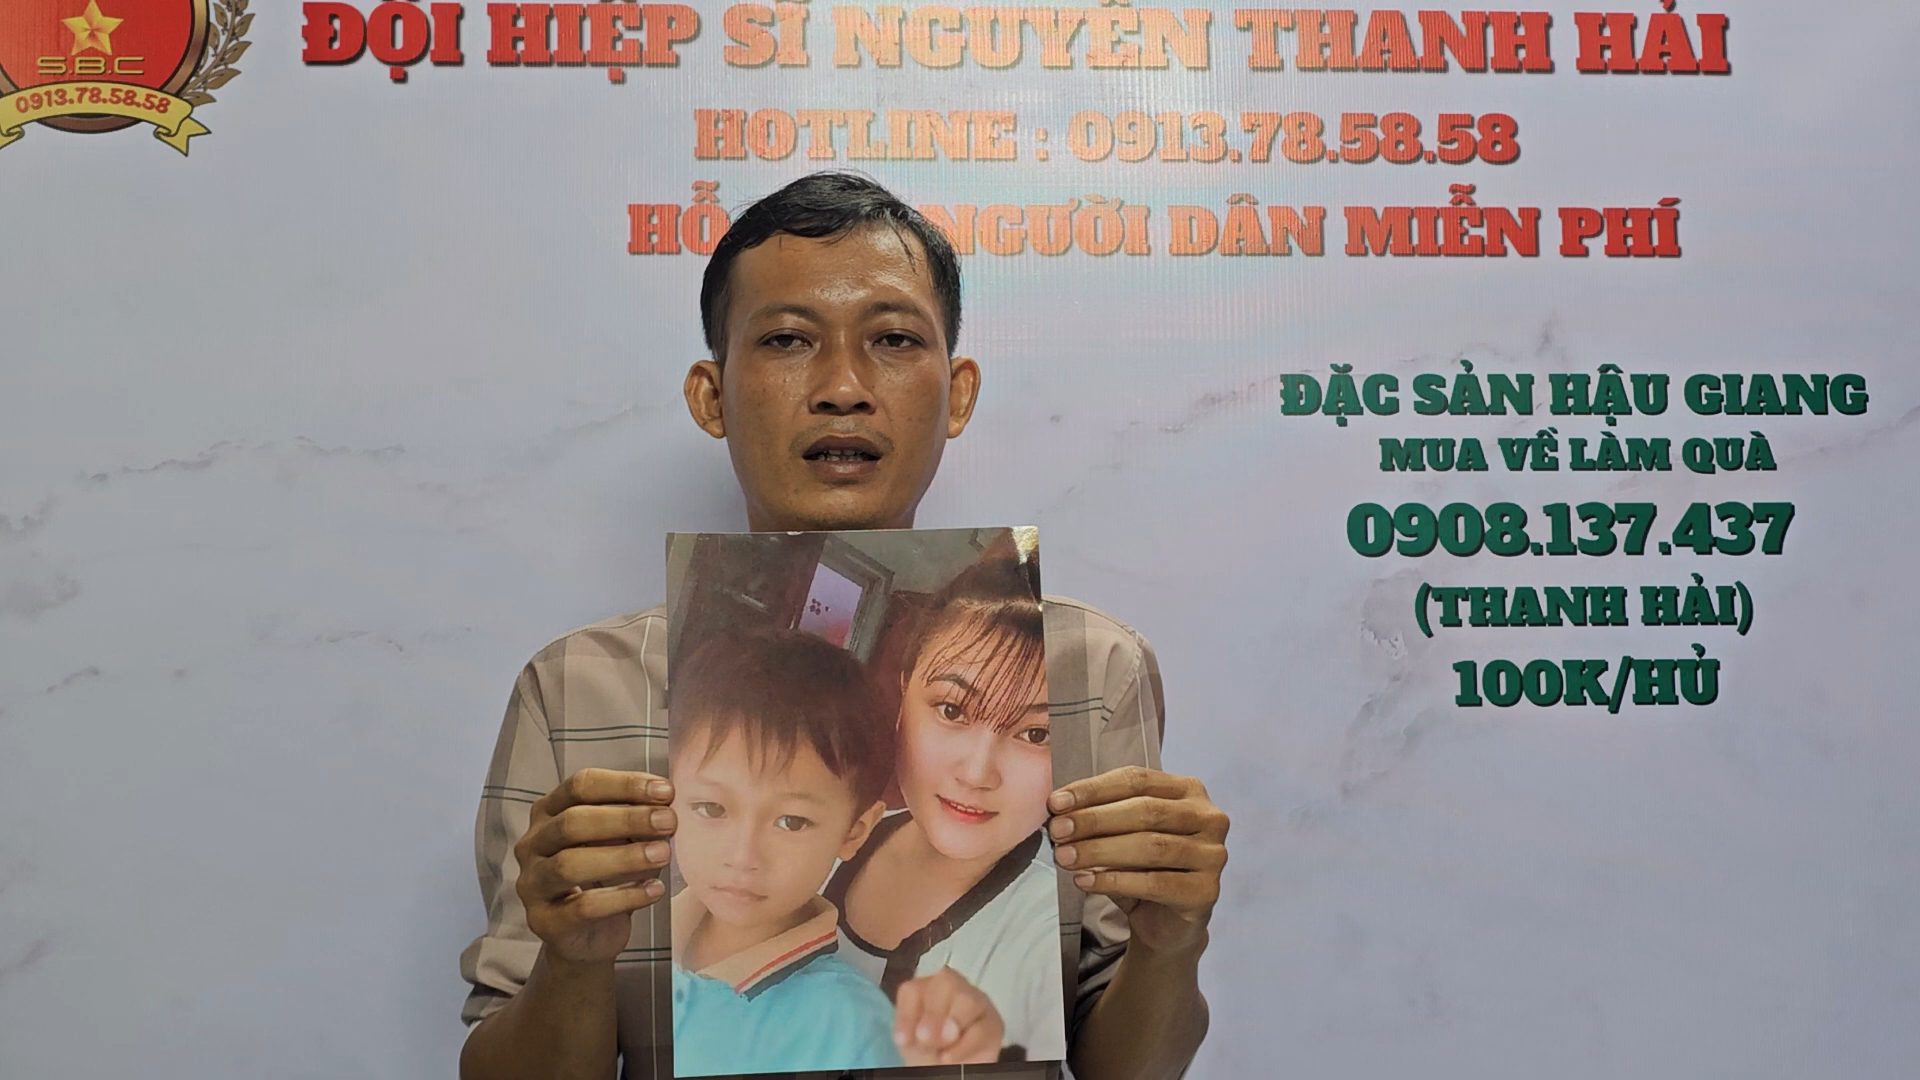 S.B.C
0913.78.58.58
ĐỘI HIỆP SĨ NGUYỄN THANH HẢI
HOTLINE : 0913.78.58.58
HỖ NGƯỜI DÂN MIỄN PHÍ
ĐẶC SẢN HẬU GIANG
MUA VỀ LÀM QUÀ
0908.137.437
(THANH HẢI)
100K/HỦ